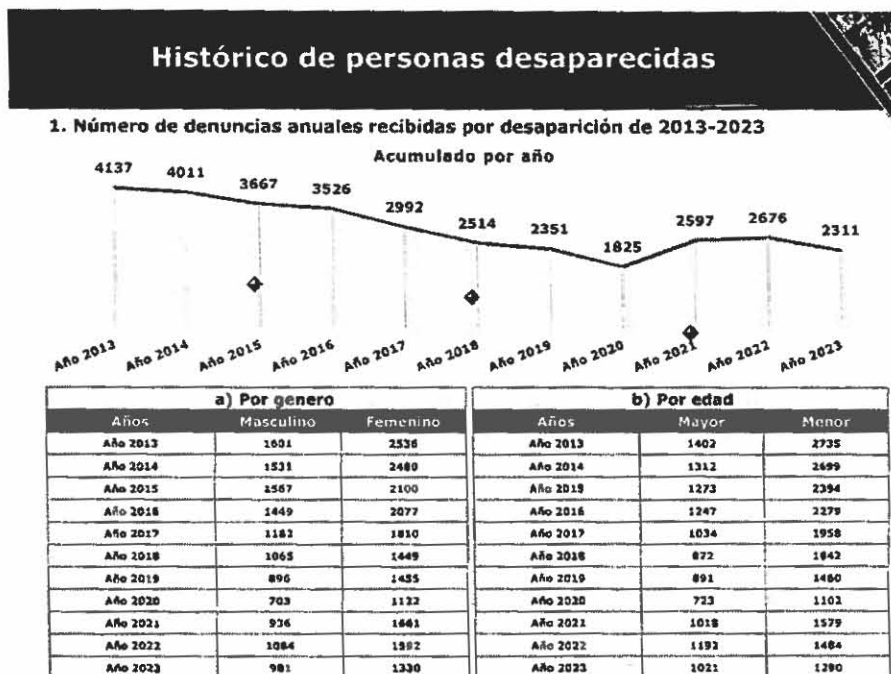 Histórico de personas desaparecidas
1. Número de denuncias anuales recibidas por desaparición de 2013-2023
Acumulado por año
4137 4011 3667 3526 2992 2514 2351 1825 2597 2676 2311
Año 2013 Año 2014 Año 2015 Año 2016 Año 2017 Año 2018 Año 2019 Año 2020 Año 2021 Año 2022 Año 2023
a) Por genero
Años Masculino Femenino
Año 2013 1601 2536
Año 2014 1531 2480
Año 2015 1567 2100
Año 2016 1449 2077
Año 2017 1182 1810
Año 2018 1065 1449
Año 2019 896 1455
Año 2020 703 1122
Año 2021 936 1661
Año 2022 1084 1592
Año 2023 981 1330
b) Por edad
Años Mayor Menor
Año 2013 1402 2735
Año 2014 1312 2699
Año 2015 1273 2394
Año 2016 1247 2279
Año 2017 1034 1958
Año 2018 872 1642
Año 2019 891 1460
Año 2020 723 1102
Año 2021 1018 1579
Año 2022 1192 1484
Año 2023 1021 1290